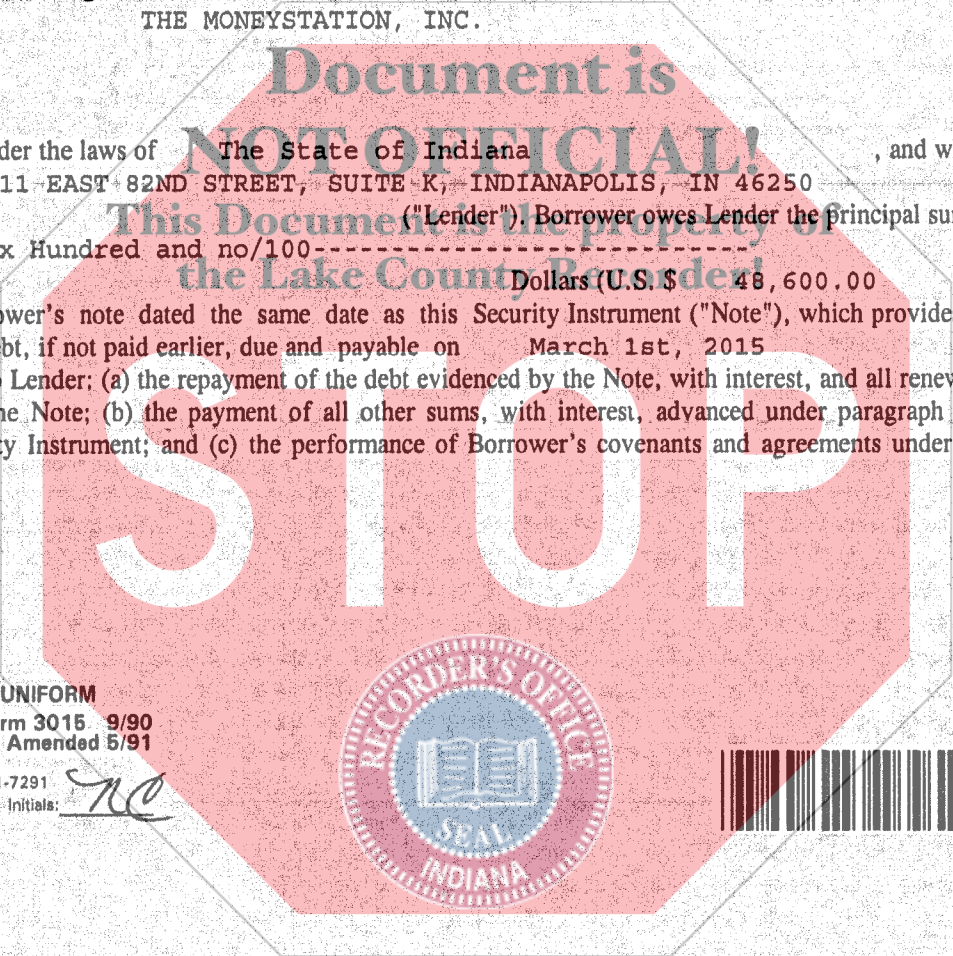 THE MONEYSTATION, INC.
Document is
NOT OFFICIAL!
der the laws of The State of Indiana , and w
11 EAST 82ND STREET, SUITE K, INDIANAPOLIS, IN 46250
This Document is the property of
("Lender"). Borrower owes Lender the principal su
x Hundred and no/100----------------------------
the Lake County Recorder!
Dollars (U.S. $ 48,600.00
ower's note dated the same date as this Security Instrument ("Note"), which provide
bt, if not paid earlier, due and payable on March 1st, 2015
Lender; (a) the repayment of the debt evidenced by the Note, with interest, and all renew
he Note; (b) the payment of all other sums, with interest, advanced under paragraph
ty Instrument; and (c) the performance of Borrower's covenants and agreements under
STOP
UNIFORM
rm 3015 9/90
Amended 5/91
-7291
Initials: NC
RECORDER'S OFFICE
SEAL
INDIANA